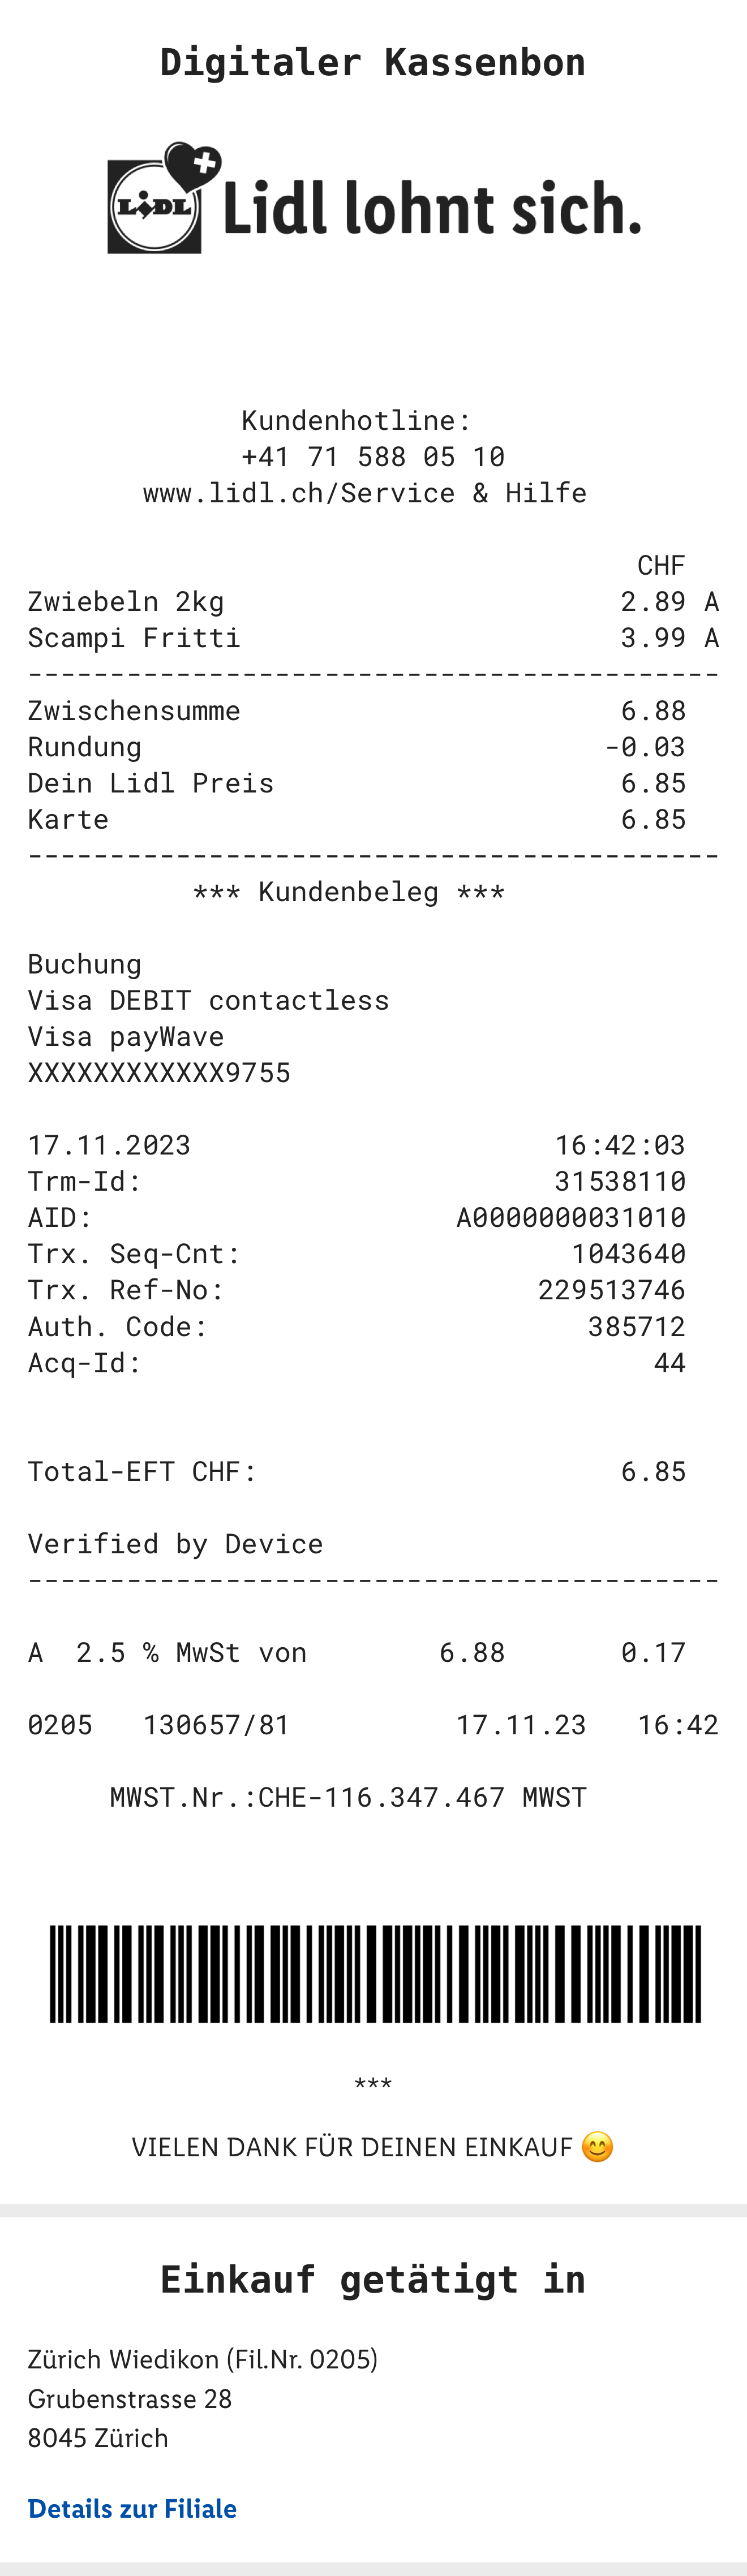 Digitaler Kassenbon
LIDL
Lidl lohnt sich.
Kundenhotline:
+41 71 588 05 10
www.lidl.ch/Service & Hilfe
CHF
Zwiebeln 2kg 2.89 A
Scampi Fritti 3.99 A
------------------------------------------
Zwischensumme 6.88
Rundung -0.03
Dein Lidl Preis 6.85
Karte 6.85
------------------------------------------
*** Kundenbeleg ***
Buchung
Visa DEBIT contactless
Visa payWave
XXXXXXXXXXXX9755
17.11.2023 16:42:03
Trm-Id: 31538110
AID: A0000000031010
Trx. Seq-Cnt: 1043640
Trx. Ref-No: 229513746
Auth. Code: 385712
Acq-Id: 44
Total-EFT CHF: 6.85
Verified by Device
------------------------------------------
A 2.5 % MwSt von 6.88 0.17
0205 130657/81 17.11.23 16:42
MWST.Nr.:CHE-116.347.467 MWST
***
VIELEN DANK FÜR DEINEN EINKAUF 😊
Einkauf getätigt in
Zürich Wiedikon (Fil.Nr. 0205)
Grubenstrasse 28
8045 Zürich
Details zur Filiale